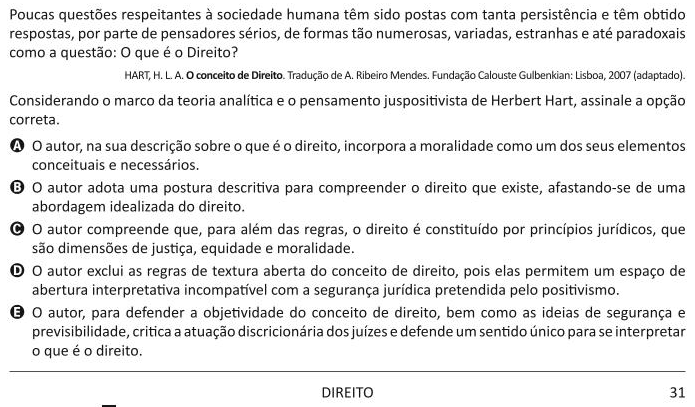 Poucas questões respeitantes à sociedade humana têm sido postas com tanta persistência e têm obtido
respostas, por parte de pensadores sérios, de formas tão numerosas, variadas, estranhas e até paradoxais
como a questão: O que é o Direito?
HART, H. L. A. O conceito de Direito. Tradução de A. Ribeiro Mendes. Fundação Calouste Gulbenkian: Lisboa, 2007 (adaptado).
Considerando o marco da teoria analítica e o pensamento juspositivista de Herbert Hart, assinale a opção
correta.
A O autor, na sua descrição sobre o que é o direito, incorpora a moralidade como um dos seus elementos
conceituais e necessários.
B O autor adota uma postura descritiva para compreender o direito que existe, afastando-se de uma
abordagem idealizada do direito.
C O autor compreende que, para além das regras, o direito é constituído por princípios jurídicos, que
são dimensões de justiça, equidade e moralidade.
D O autor exclui as regras de textura aberta do conceito de direito, pois elas permitem um espaço de
abertura interpretativa incompatível com a segurança jurídica pretendida pelo positivismo.
E O autor, para defender a objetividade do conceito de direito, bem como as ideias de segurança e
previsibilidade, critica a atuação discricionária dos juízes e defende um sentido único para se interpretar
o que é o direito.
DIREITO 31